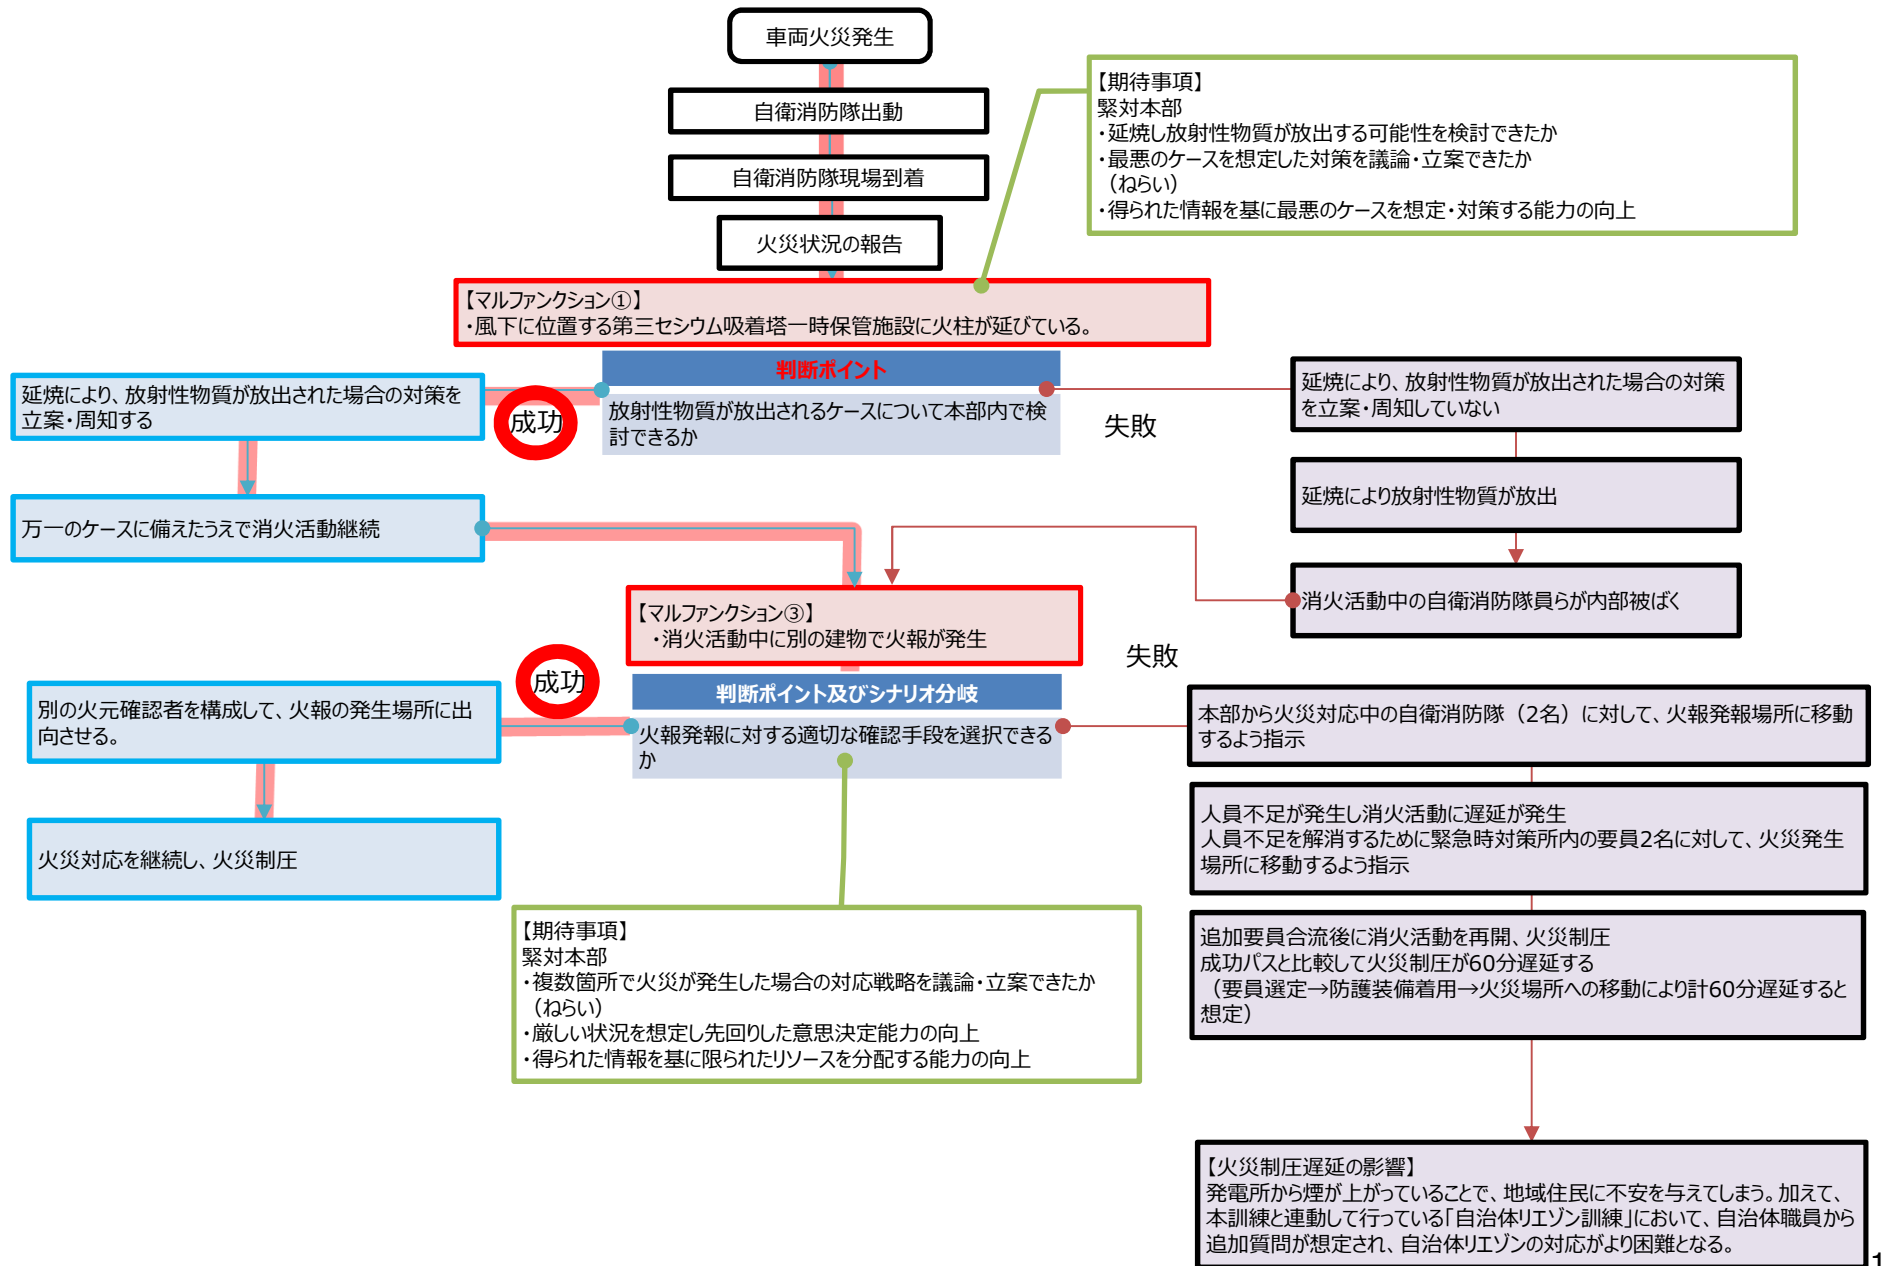 車両火災発生
自衛消防隊出動
自衛消防隊現場到着
火災状況の報告
【期待事項】
緊対本部
・延焼し放射性物質が放出する可能性を検討できたか
・最悪のケースを想定した対策を議論・立案できたか
（ねらい）
・得られた情報を基に最悪のケースを想定・対策する能力の向上
【マルファンクション①】
・風下に位置する第三セシウム吸着塔一時保管施設に火柱が延びている。
判断ポイント
放射性物質が放出されるケースについて本部内で検
討できるか
成功
失敗
延焼により、放射性物質が放出された場合の対策を
立案・周知する
万一のケースに備えたうえで消火活動継続
延焼により、放射性物質が放出された場合の対策
を立案・周知していない
延焼により放射性物質が放出
消火活動中の自衛消防隊員らが内部被ばく
【マルファンクション③】
・消火活動中に別の建物で火報が発生
判断ポイント及びシナリオ分岐
火報発報に対する適切な確認手段を選択できる
か
成功
失敗
別の火元確認者を構成して、火報の発生場所に出
向させる。
火災対応を継続し、火災制圧
本部から火災対応中の自衛消防隊（2名）に対して、火報発報場所に移動
するよう指示
人員不足が発生し消火活動に遅延が発生
人員不足を解消するために緊急時対策所内の要員2名に対して、火災発生
場所に移動するよう指示
追加要員合流後に消火活動を再開、火災制圧
成功パスと比較して火災制圧が60分遅延する
（要員選定→防護装備着用→火災場所への移動により計60分遅延すると
想定）
【期待事項】
緊対本部
・複数箇所で火災が発生した場合の対応戦略を議論・立案できたか
（ねらい）
・厳しい状況を想定し先回りした意思決定能力の向上
・得られた情報を基に限られたリソースを分配する能力の向上
【火災制圧遅延の影響】
発電所から煙が上がっていることで、地域住民に不安を与えてしまう。加えて、
本訓練と連動して行っている「自治体リエゾン訓練」において、自治体職員から
追加質問が想定され、自治体リエゾンの対応がより困難となる。
1